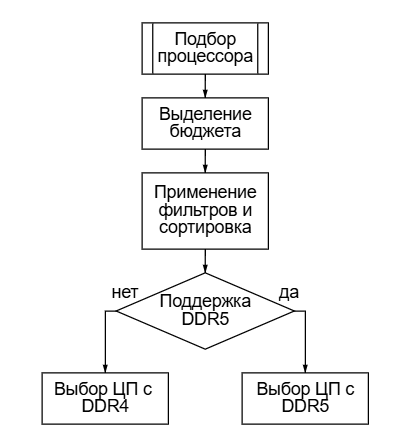 Подбор
процессора
Выделение
бюджета
Применение
фильтров и
сортировка
нет
да
Поддержка
DDR5
Выбор ЦП с
DDR4
Выбор ЦП с
DDR5